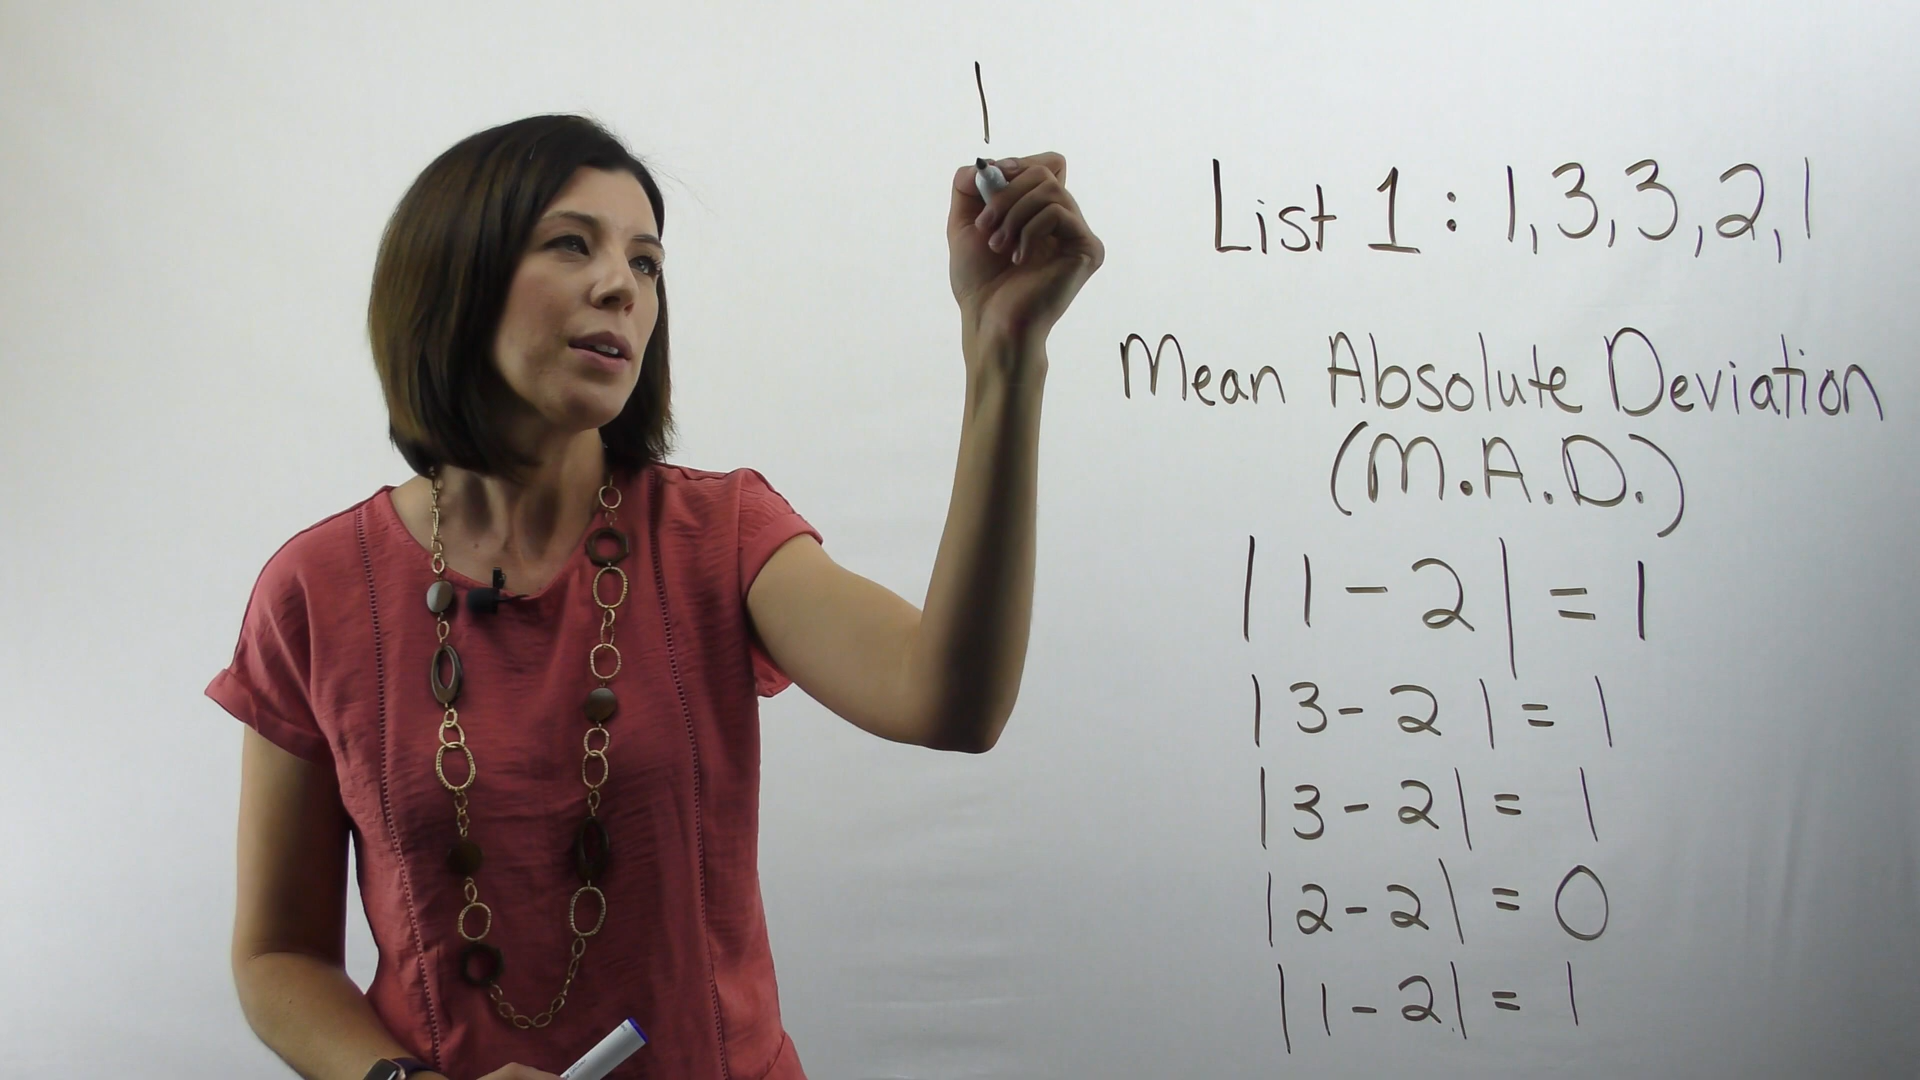 1
List 1 : 1, 3, 3, 2, 1
Mean Absolute Deviation
(M.A.D.)
| 1 - 2 | = 1
| 3 - 2 | = 1
| 3 - 2 | = 1
| 2 - 2 | = 0
| 1 - 2 | = 1